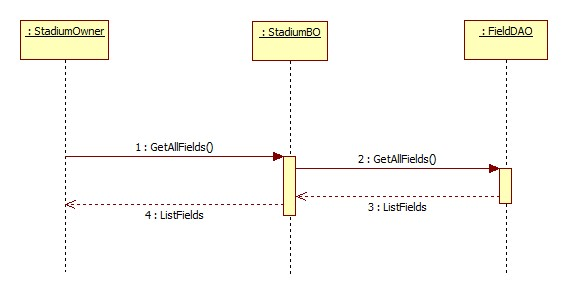 : StadiumOwner
: StadiumBO
: FieldDAO
1 : GetAllFields()
2 : GetAllFields()
3 : ListFields
4 : ListFields